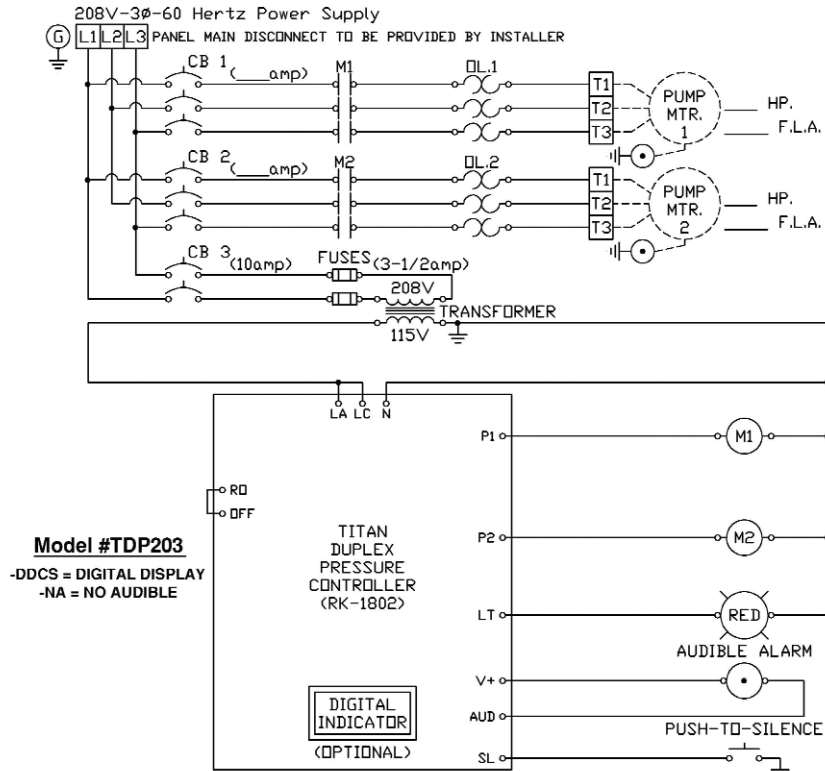 208V-3Ø-60 Hertz Power Supply
G L1 L2 L3 PANEL MAIN DISCONNECT TO BE PROVIDED BY INSTALLER
CB 1 (____amp) M1 OL.1
T1
T2
T3
PUMP
MTR.
1
HP.
F.L.A.
CB 2 (____amp) M2 OL.2
T1
T2
T3
PUMP
MTR.
2
HP.
F.L.A.
CB 3 (10amp) FUSES (3-1/2amp)
208V
TRANSFORMER
115V
LA LC N
P1 M1
RO
OFF
P2 M2
Model #TDP203
-DDCS = DIGITAL DISPLAY
-NA = NO AUDIBLE
TITAN
DUPLEX
PRESSURE
CONTROLLER
(RK-1802)
LT RED
AUDIBLE ALARM
V+
AUD
DIGITAL
INDICATOR
(OPTIONAL)
PUSH-TO-SILENCE
SL